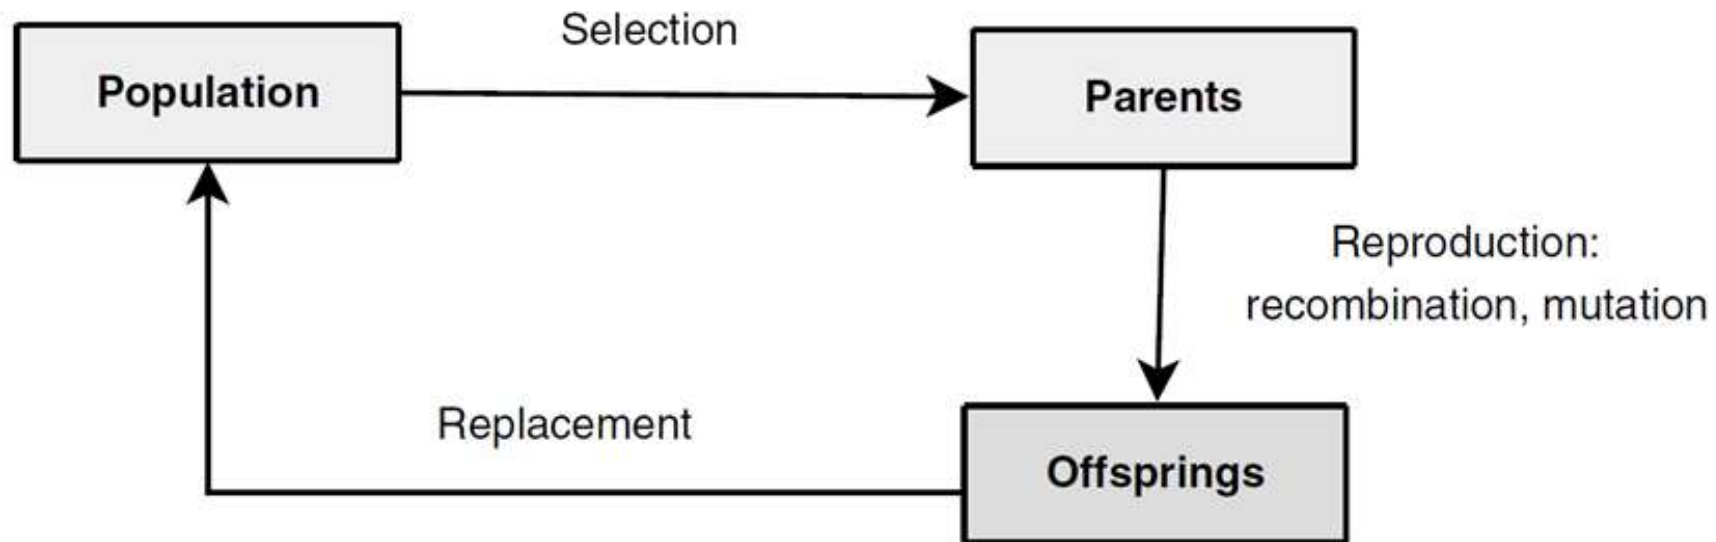 Selection
Population
Parents
Reproduction:
recombination, mutation
Replacement
Offsprings